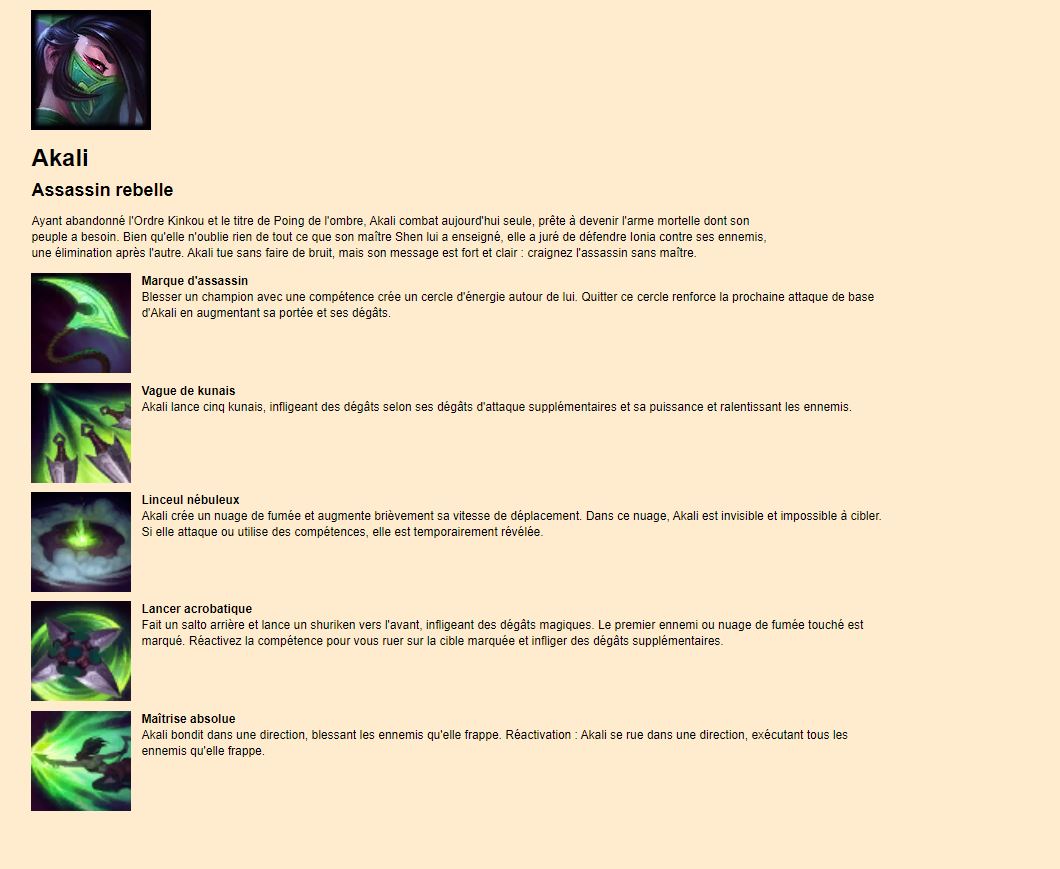 Akali
Assassin rebelle
Ayant abandonné l'Ordre Kinkou et le titre de Poing de l'ombre, Akali combat aujourd'hui seule, prête à devenir l'arme mortelle dont son
peuple a besoin. Bien qu'elle n'oublie rien de tout ce que son maître Shen lui a enseigné, elle a juré de défendre Ionia contre ses ennemis,
une élimination après l'autre. Akali tue sans faire de bruit, mais son message est fort et clair : craignez l'assassin sans maître.
Marque d'assassin
Blesser un champion avec une compétence crée un cercle d'énergie autour de lui. Quitter ce cercle renforce la prochaine attaque de base
d'Akali en augmentant sa portée et ses dégâts.
Vague de kunais
Akali lance cinq kunais, infligeant des dégâts selon ses dégâts d'attaque supplémentaires et sa puissance et ralentissant les ennemis.
Linceul nébuleux
Akali crée un nuage de fumée et augmente brièvement sa vitesse de déplacement. Dans ce nuage, Akali est invisible et impossible à cibler.
Si elle attaque ou utilise des compétences, elle est temporairement révélée.
Lancer acrobatique
Fait un salto arrière et lance un shuriken vers l'avant, infligeant des dégâts magiques. Le premier ennemi ou nuage de fumée touché est
marqué. Réactivez la compétence pour vous ruer sur la cible marquée et infliger des dégâts supplémentaires.
Maîtrise absolue
Akali bondit dans une direction, blessant les ennemis qu'elle frappe. Réactivation : Akali se rue dans une direction, exécutant tous les
ennemis qu'elle frappe.